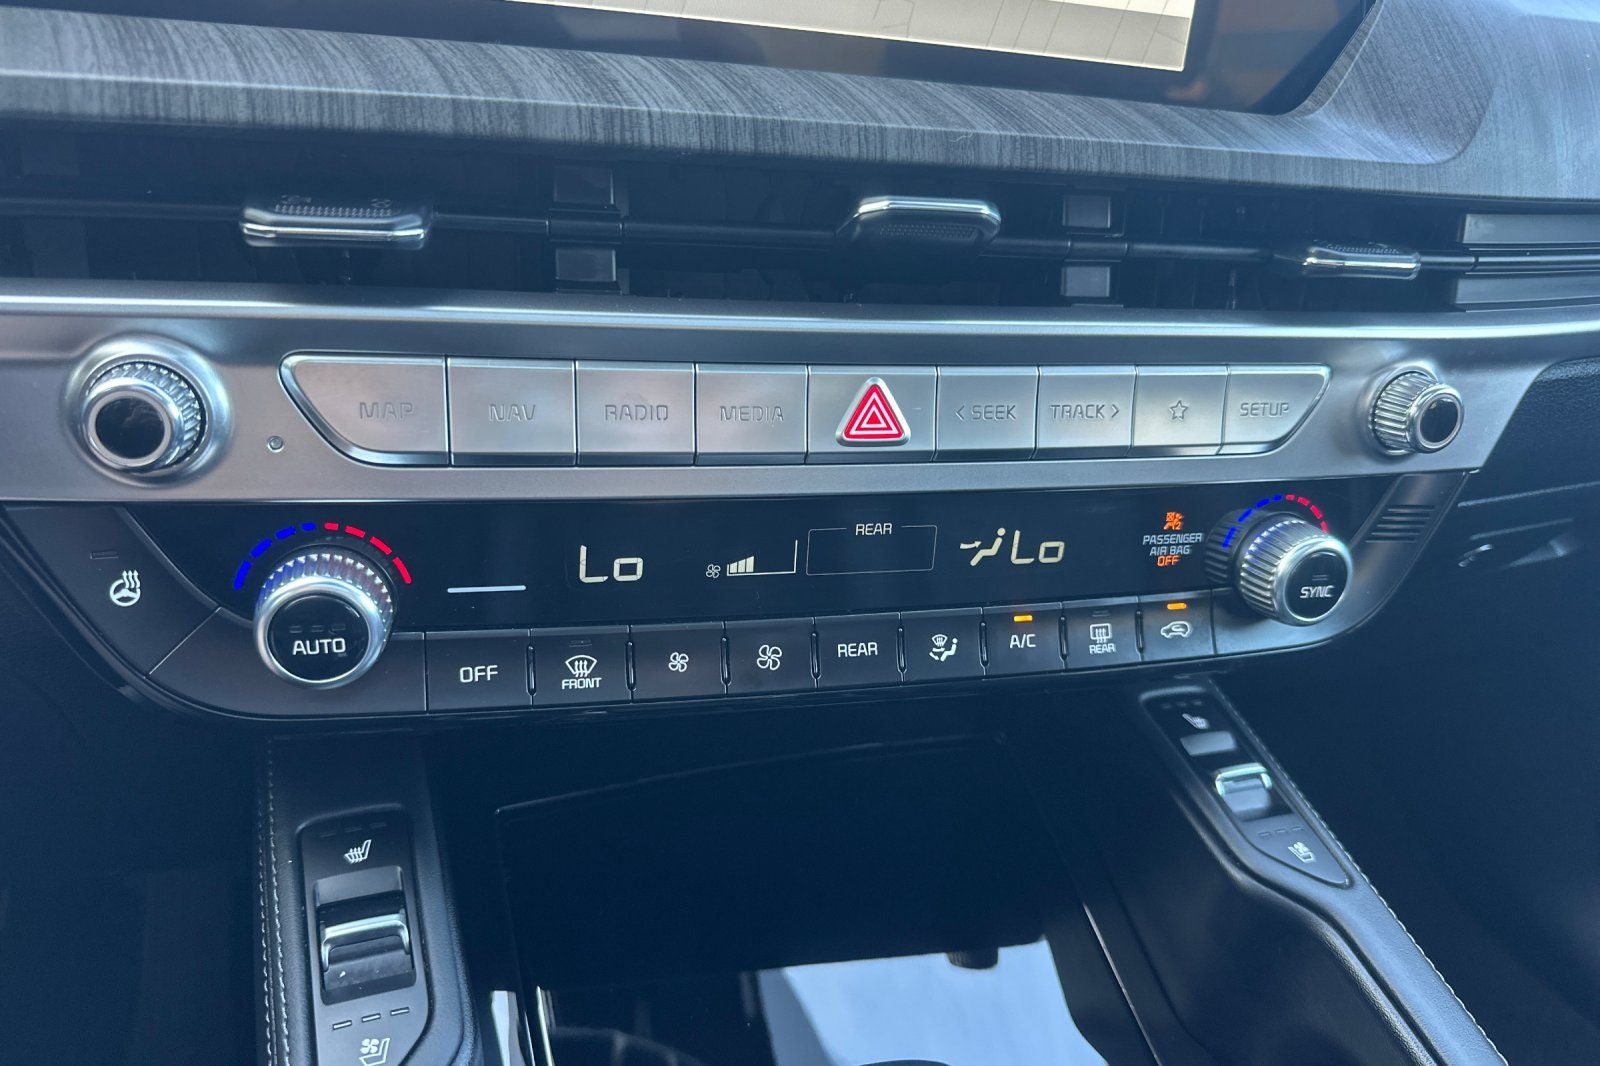 MAP NAV RADIO MEDIA < SEEK TRACK > SETUP
Lo REAR Lo
PASSENGER
AIR BAG
OFF
AUTO SYNC
OFF FRONT REAR A/C REAR